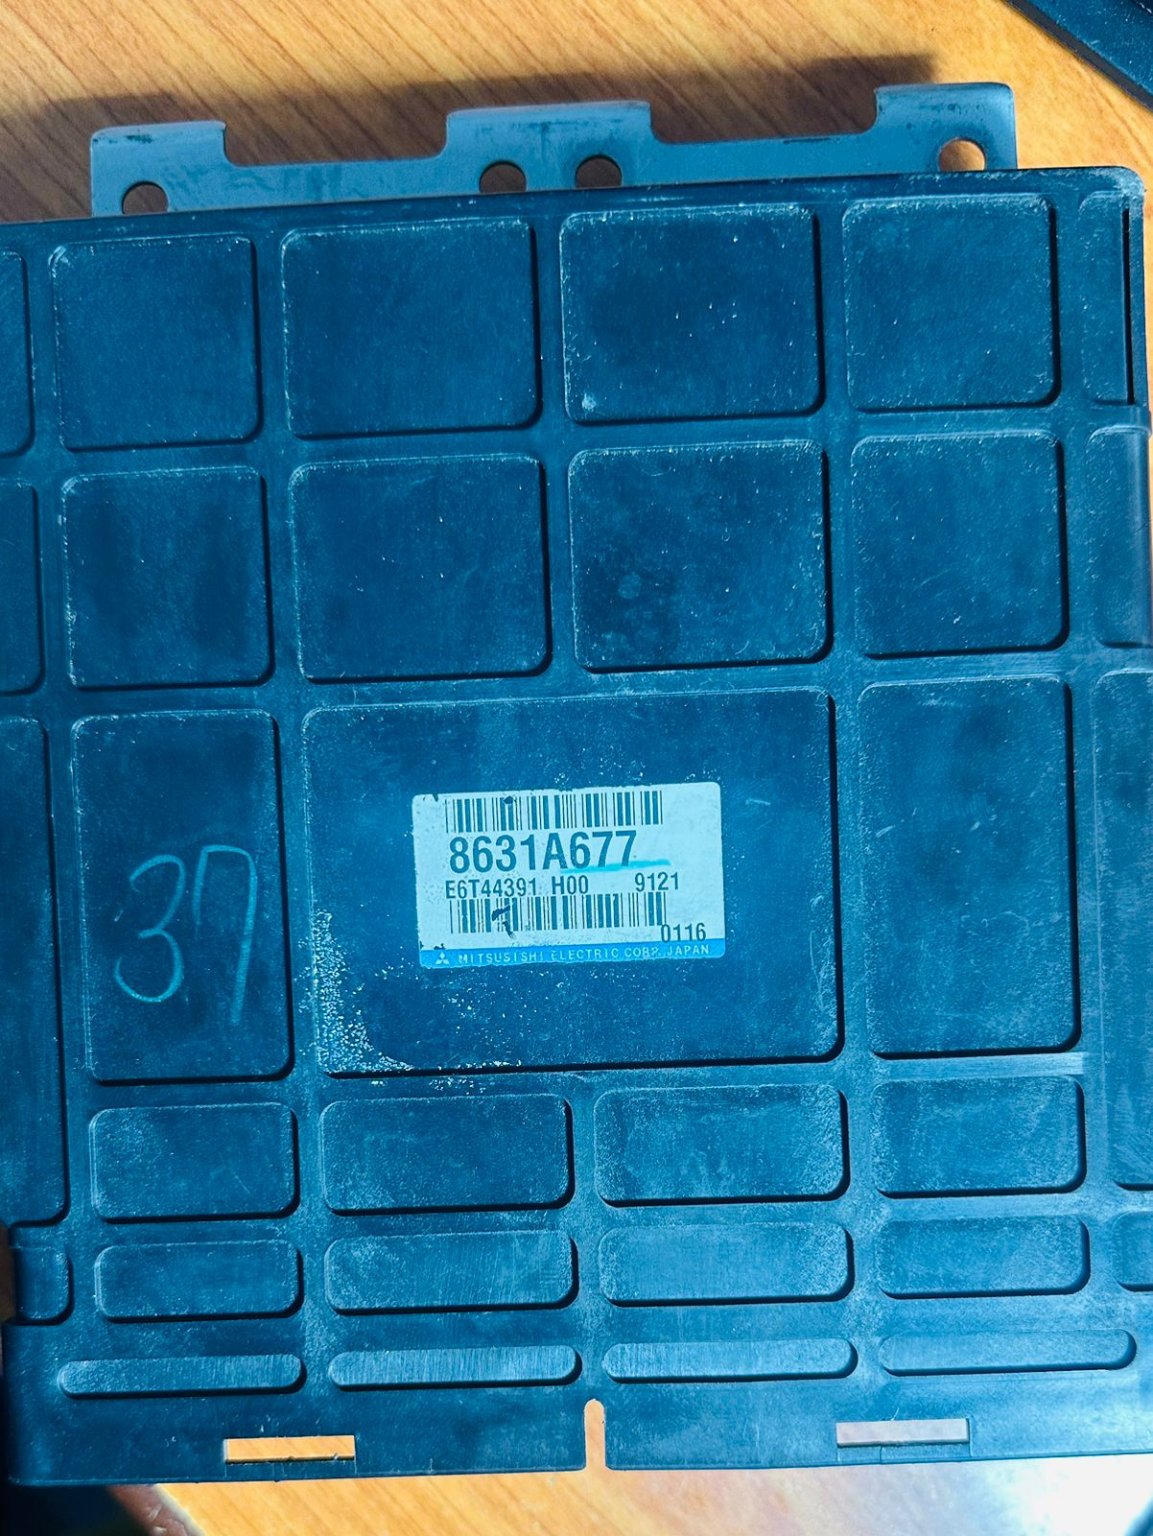 8631A677
E6T44391 H00 9121
0116
MITSUBISHI ELECTRIC CORP. JAPAN
37